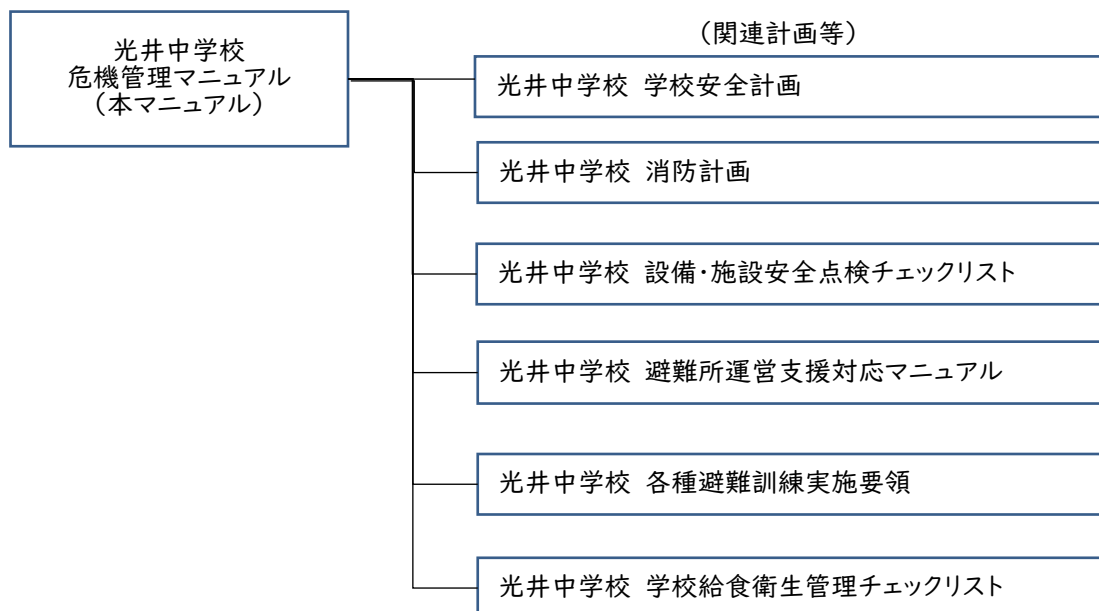 光井中学校
危機管理マニュアル
（本マニュアル）
（関連計画等）
光井中学校 学校安全計画
光井中学校 消防計画
光井中学校 設備・施設安全点検チェックリスト
光井中学校 避難所運営支援対応マニュアル
光井中学校 各種避難訓練実施要領
光井中学校 学校給食衛生管理チェックリスト